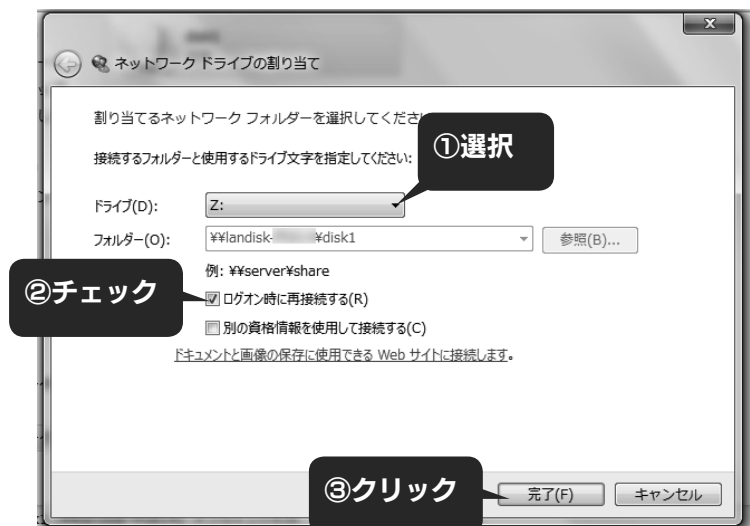 x
ネットワーク ドライブの割り当て
割り当てるネットワーク フォルダーを選択してくださ
①選択
接続するフォルダーと使用するドライブ文字を指定してください:
ドライブ(D): Z:
フォルダー(O): ¥¥landisk- ¥disk1 参照(B)...
例: ¥¥server¥share
②チェック
ログオン時に再接続する(R)
別の資格情報を使用して接続する(C)
ドキュメントと画像の保存に使用できる Web サイトに接続します。
③クリック
完了(F) キャンセル